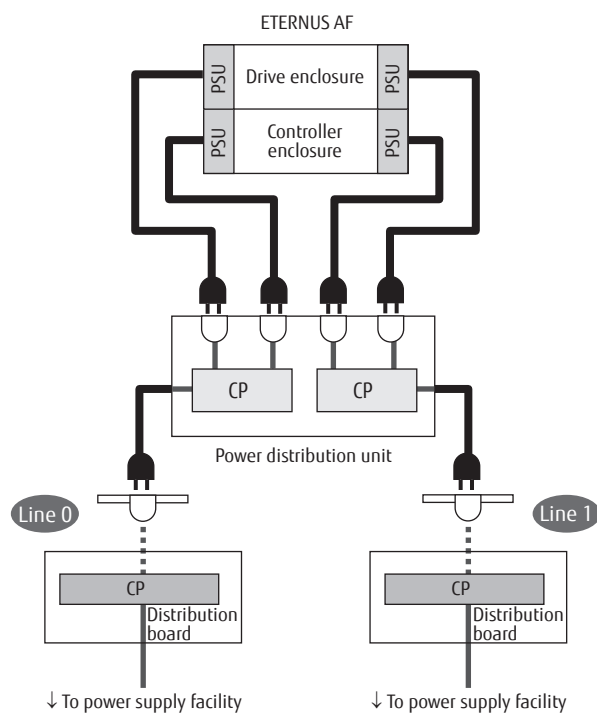 ETERNUS AF
PSU
Drive enclosure
PSU
PSU
Controller
enclosure
PSU
CP
CP
Power distribution unit
Line 0
Line 1
CP
Distribution
board
CP
Distribution
board
↓ To power supply facility
↓ To power supply facility